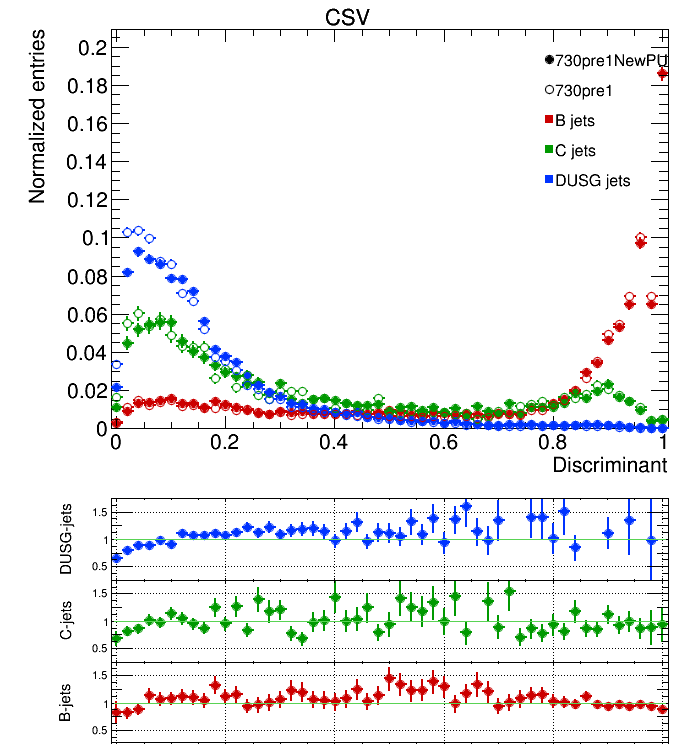 CSV
Normalized entries
0.2
0.18
0.16
0.14
0.12
0.1
0.08
0.06
0.04
0.02
0
730pre1NewPU
730pre1
B jets
C jets
DUSG jets
0 0.2 0.4 0.6 0.8 1
Discriminant
DUSG-jets
1.5
1
0.5
C-jets
1.5
1
0.5
B-jets
1.5
1
0.5